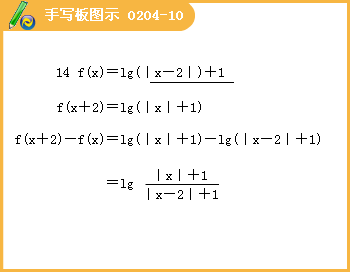 手写板图示 0204-10
14 f(x)=lg(|x-2|)+1
f(x+2)=lg(|x|+1)
f(x+2)-f(x)=lg(|x|+1)-lg(|x-2|+1)
=lg |x|+1
|x-2|+1